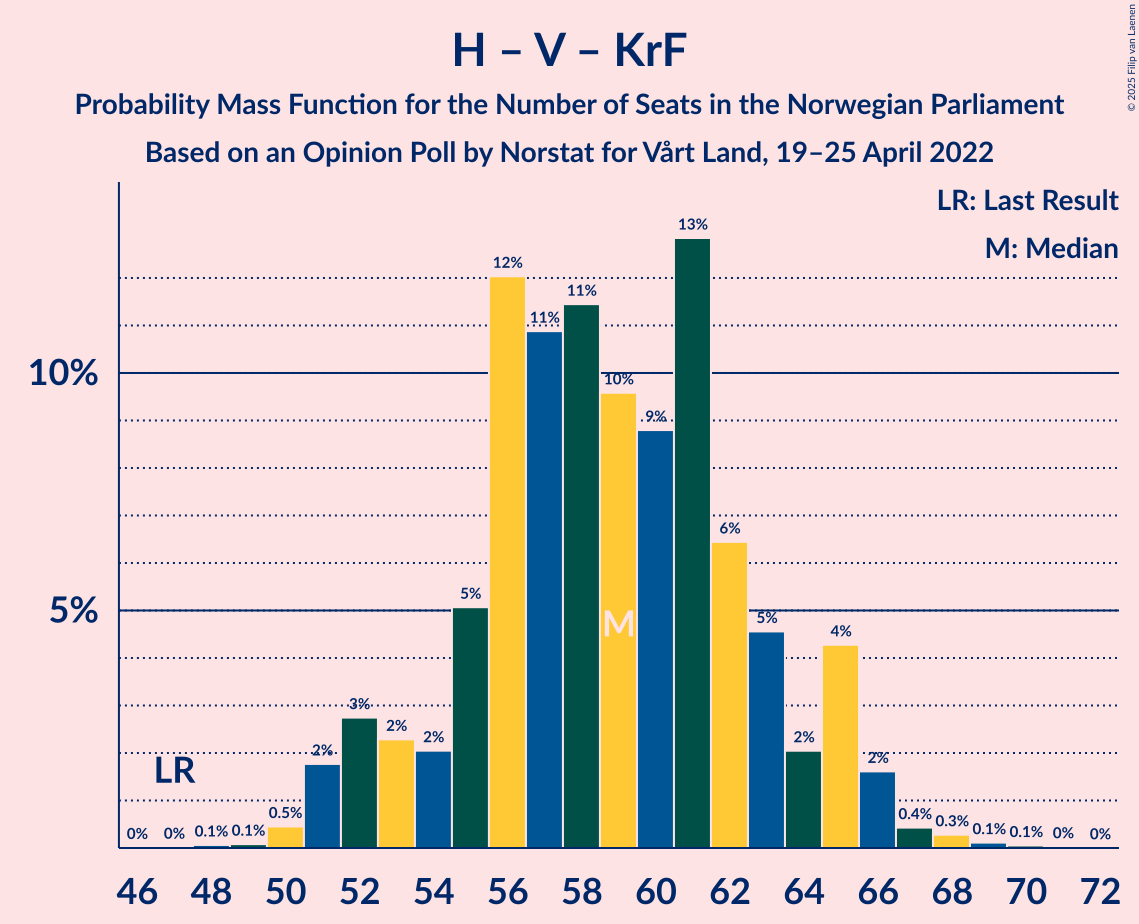 H – V – KrF
Probability Mass Function for the Number of Seats in the Norwegian Parliament
Based on an Opinion Poll by Norstat for Vårt Land, 19–25 April 2022
© 2025 Filip van Laenen
LR: Last Result
M: Median
10%
5%
0% 0% 0.1% 0.1% 0.5% 2% 3% 2% 2% 5% 12% 11% 11% 10% 9% 13% 6% 5% 2% 4% 2% 0.4% 0.3% 0.1% 0.1% 0% 0%
LR
M
46 48 50 52 54 56 58 60 62 64 66 68 70 72